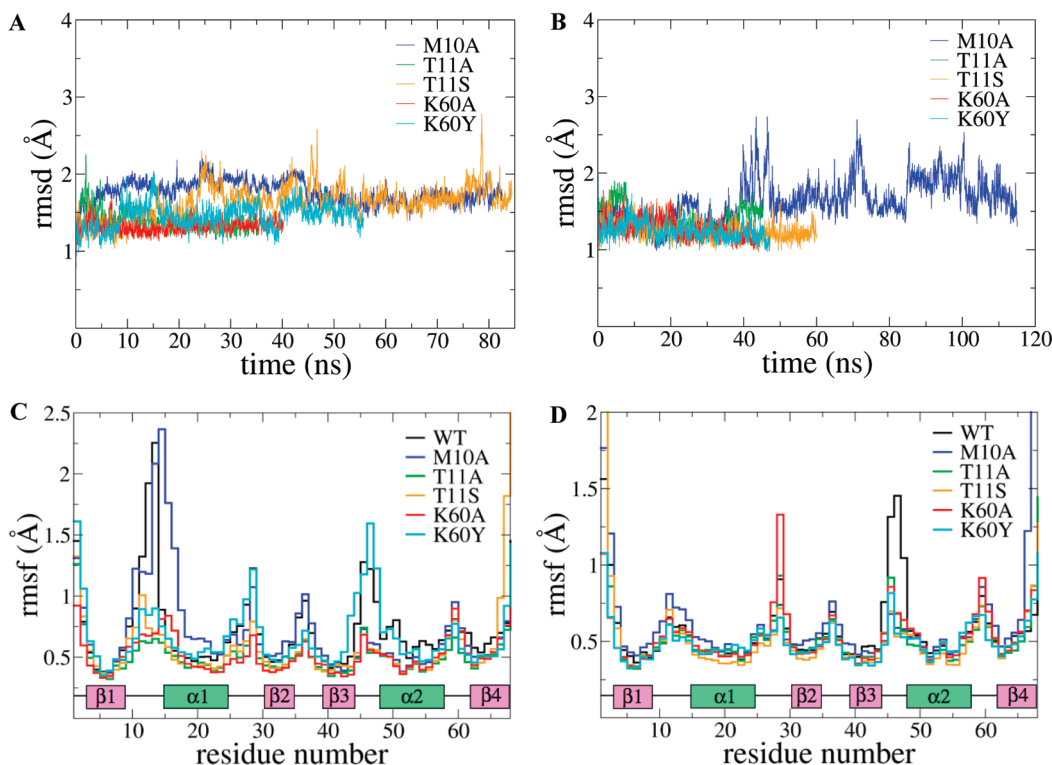 A
4
3
2
1
rmsd (Å)
0 10 20 30 40 50 60 70 80
time (ns)
M10A
T11A
T11S
K60A
K60Y
B
4
3
2
1
rmsd (Å)
0 20 40 60 80 100 120
time (ns)
M10A
T11A
T11S
K60A
K60Y
C
2.5
2
1.5
1
0.5
rmsf (Å)
WT
M10A
T11A
T11S
K60A
K60Y
β1 α1 β2 β3 α2 β4
10 20 30 40 50 60
residue number
D
2
1.5
1
0.5
rmsf (Å)
WT
M10A
T11A
T11S
K60A
K60Y
β1 α1 β2 β3 α2 β4
10 20 30 40 50 60
residue number